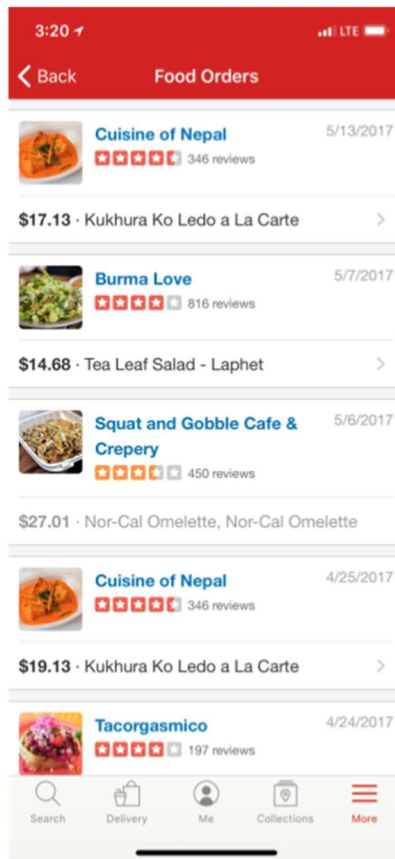 3:20
LTE
Back
Food Orders
Cuisine of Nepal
5/13/2017
346 reviews
$17.13 · Kukhura Ko Ledo a La Carte
Burma Love
5/7/2017
816 reviews
$14.68 · Tea Leaf Salad - Laphet
Squat and Gobble Cafe &
Crepery
5/6/2017
450 reviews
$27.01 · Nor-Cal Omelette, Nor-Cal Omelette
Cuisine of Nepal
4/25/2017
346 reviews
$19.13 · Kukhura Ko Ledo a La Carte
Tacorgasmico
4/24/2017
197 reviews
Search
Delivery
Me
Collections
More